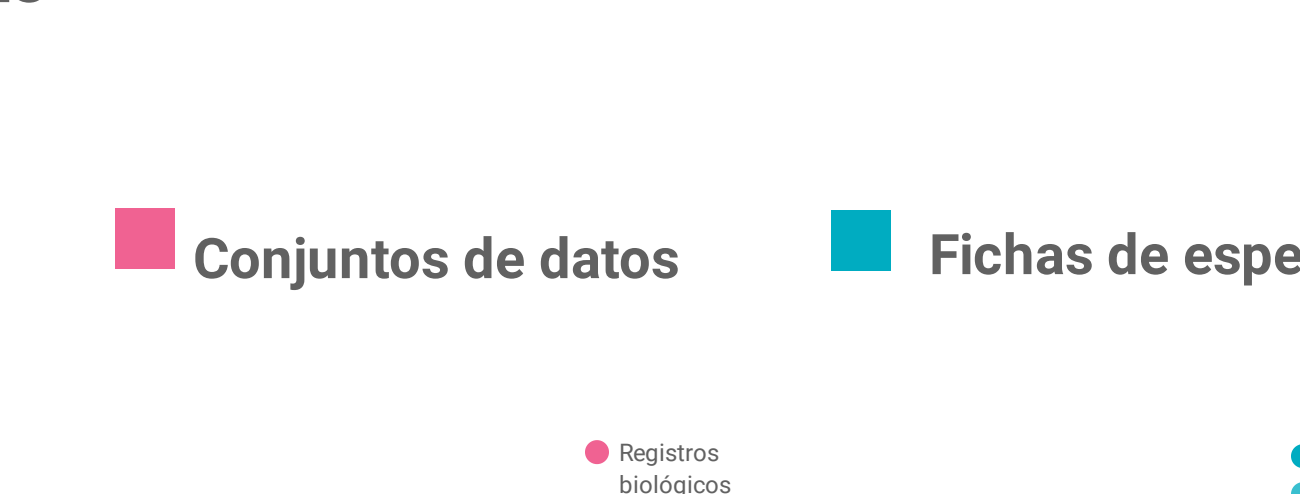 Conjuntos de datos
Fichas de espe
Registros
biológicos